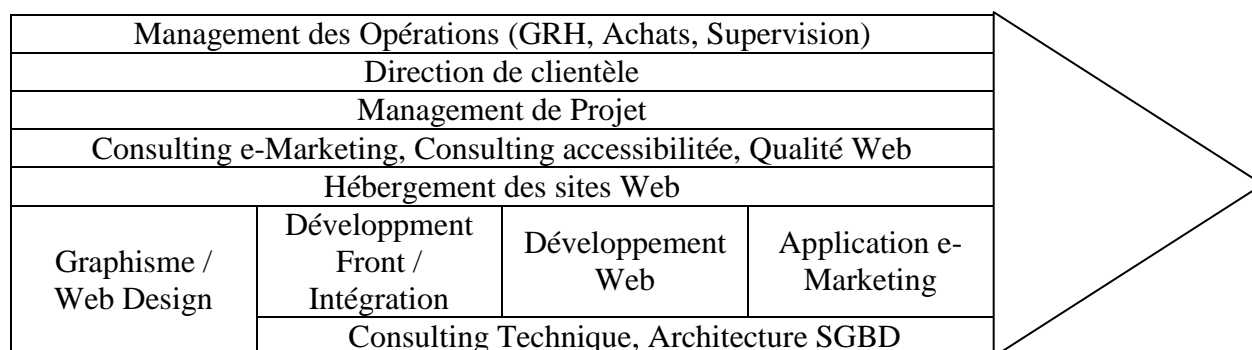 Management des Opérations (GRH, Achats, Supervision)
Direction de clientèle
Management de Projet
Consulting e-Marketing, Consulting accessibilitée, Qualité Web
Hébergement des sites Web
Graphisme /
Web Design
Développment
Front /
Intégration
Développement
Web
Application e-
Marketing
Consulting Technique, Architecture SGBD